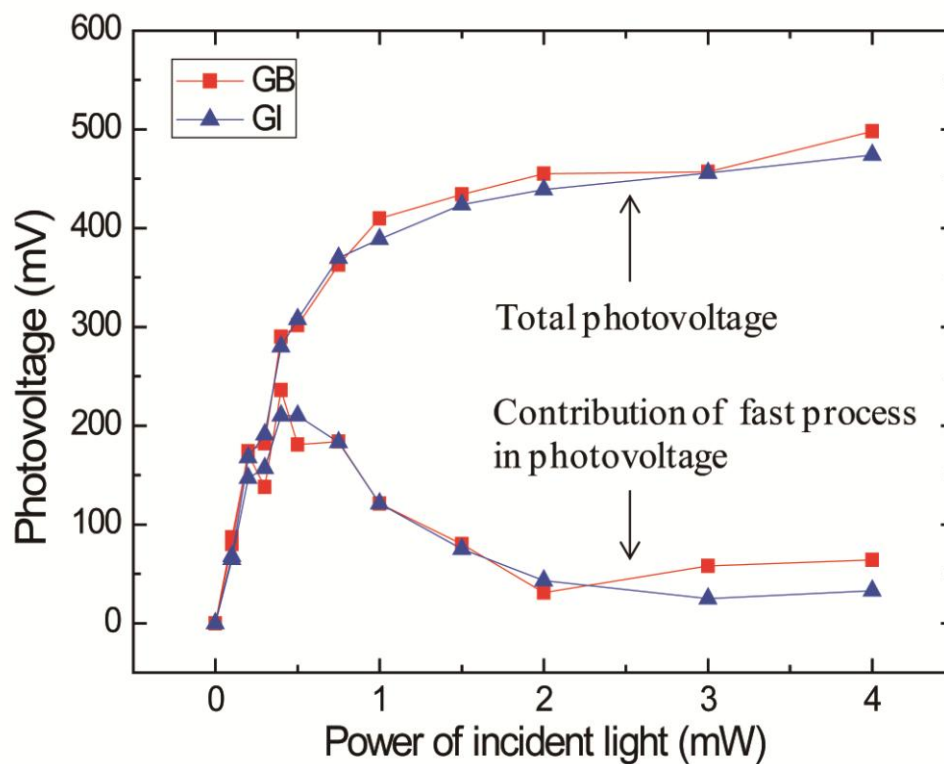 600
500
400
300
200
100
0
Photovoltage (mV)
GB
GI
Total photovoltage
Contribution of fast process
in photovoltage
0 1 2 3 4
Power of incident light (mW)